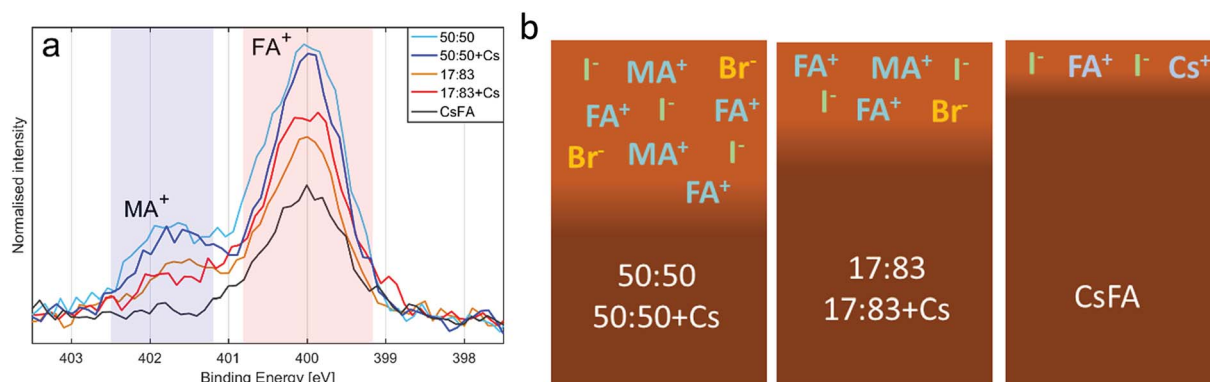 a
FA⁺
MA⁺
50:50
50:50+Cs
17:83
17:83+Cs
CsFA
Normalised intensity
403 402 401 400 399 398
Binding Energy [eV]
b
I⁻ MA⁺ Br⁻
FA⁺ I⁻ FA⁺
Br⁻ MA⁺ I⁻
FA⁺
50:50
50:50+Cs
FA⁺ MA⁺ I⁻
I⁻ FA⁺ Br⁻
17:83
17:83+Cs
I⁻ FA⁺ I⁻ Cs⁺
CsFA